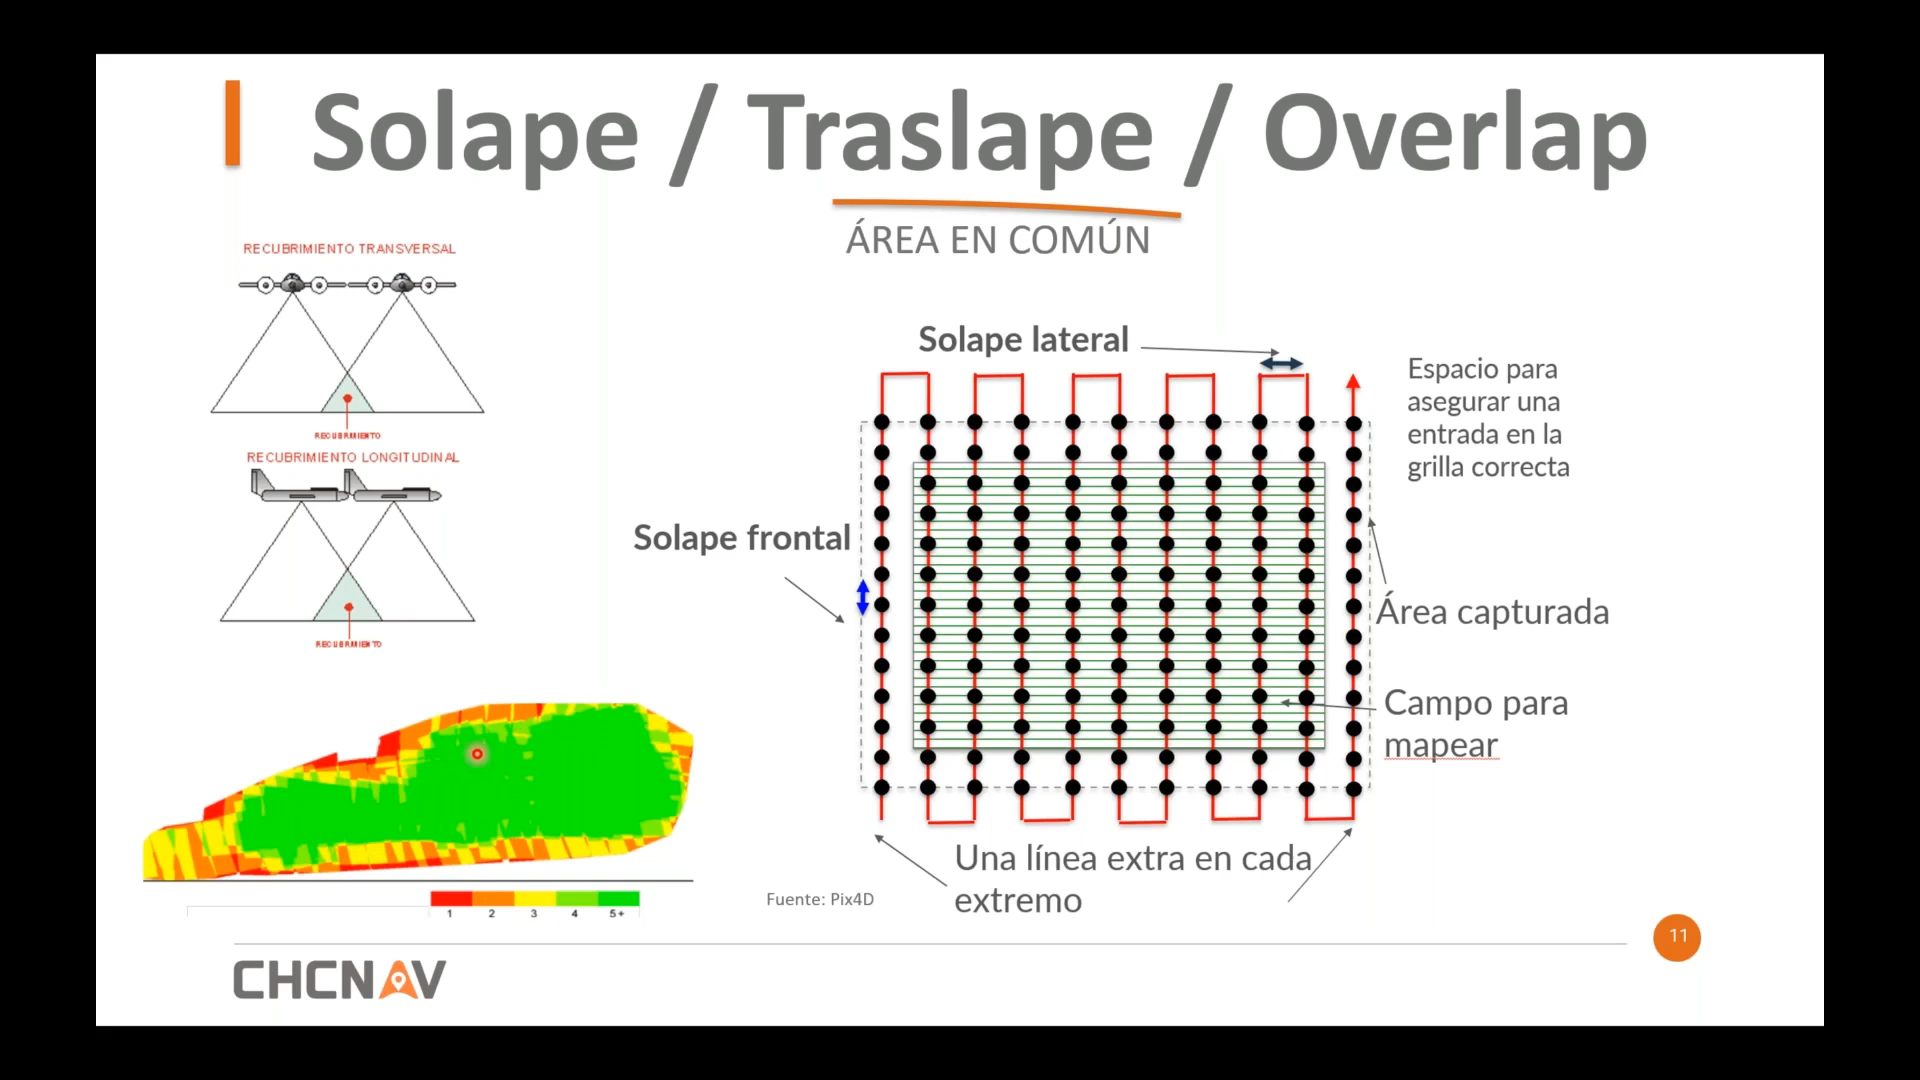 Solape / Traslape / Overlap
ÁREA EN COMÚN
RECUBRIMIENTO TRANSVERSAL
RECUBRIMIENTO
RECUBRIMIENTO LONGITUDINAL
RECUBRIMIENTO
Solape lateral
Espacio para
asegurar una
entrada en la
grilla correcta
Solape frontal
Área capturada
Campo para
mapear
Una línea extra en cada
extremo
1 2 3 4 5+
Fuente: Pix4D
11
CHCNAV